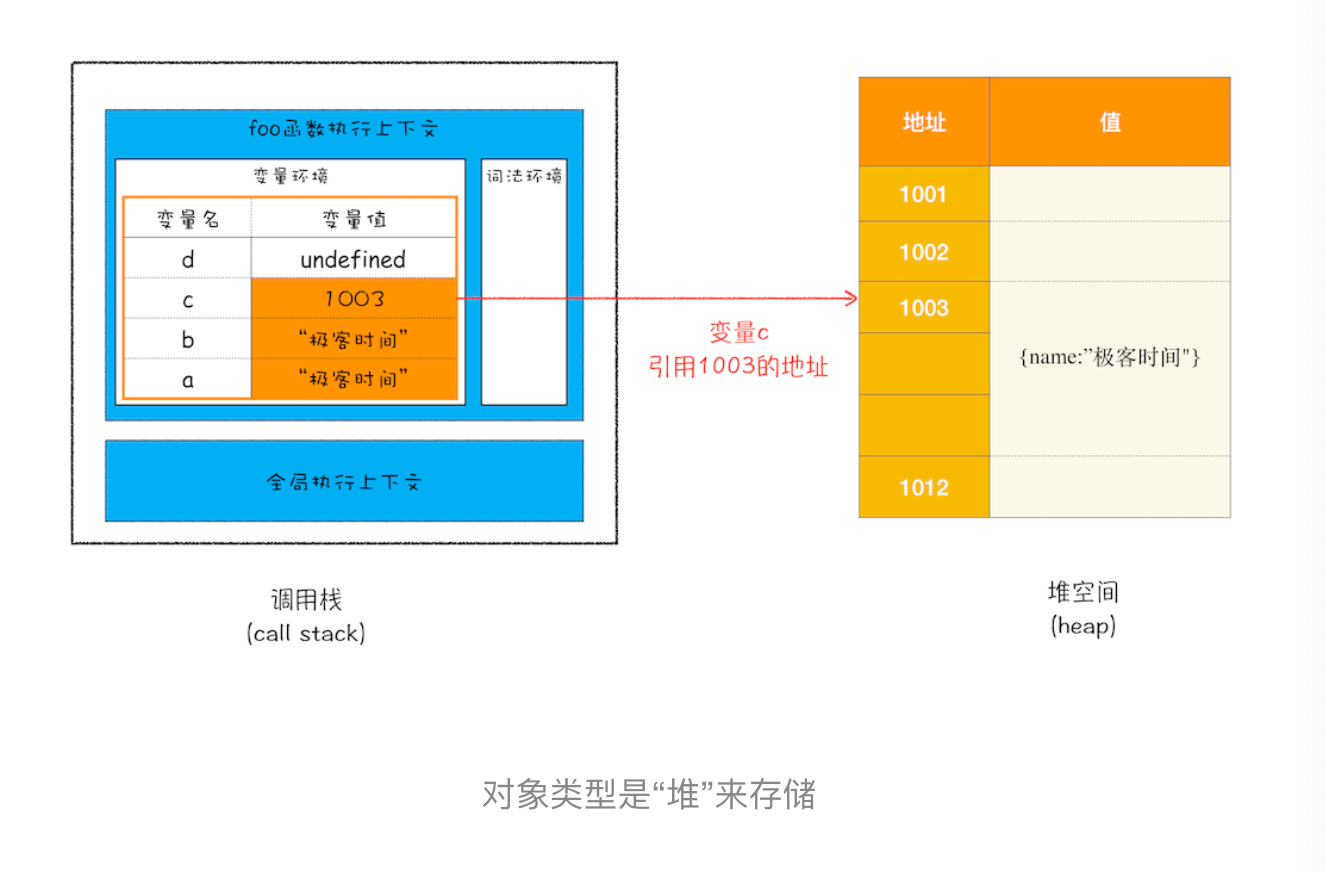 foo函数执行上下文
变量环境
词法环境
变量名 变量值
d undefined
c 1003
b “极客时间”
a “极客时间”
全局执行上下文
调用栈
(call stack)
变量c
引用1003的地址
地址 值
1001
1002
1003
{name:”极客时间"}
1012
堆空间
(heap)
对象类型是“堆”来存储